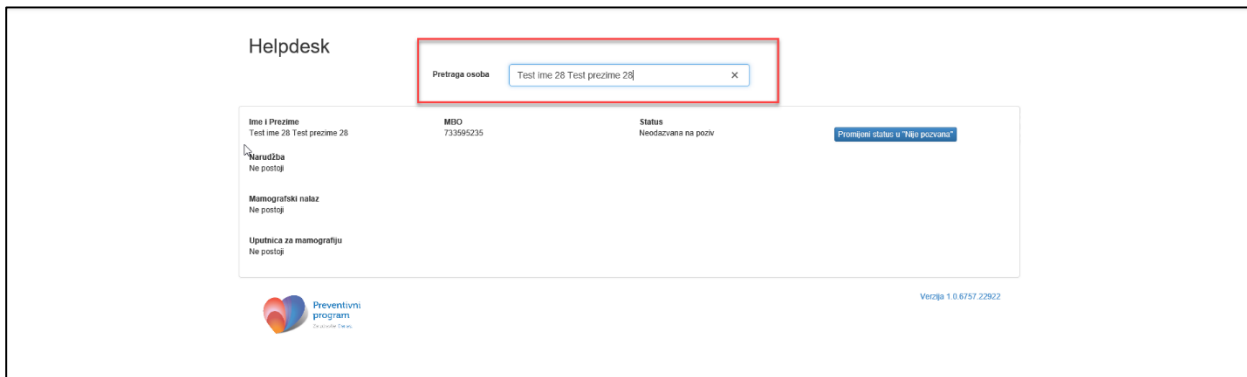 Helpdesk
Pretraga osoba Test ime 28 Test prezime 28 ×
Ime i Prezime MBO Status
Test ime 28 Test prezime 28 733595235 Neodazvana na poziv Promijeni status u "Nije pozvana"
Narudžba
Ne postoji
Mamografski nalaz
Ne postoji
Uputnica za mamografiju
Ne postoji
Verzija 1.0.6757.22922
Preventivni
program